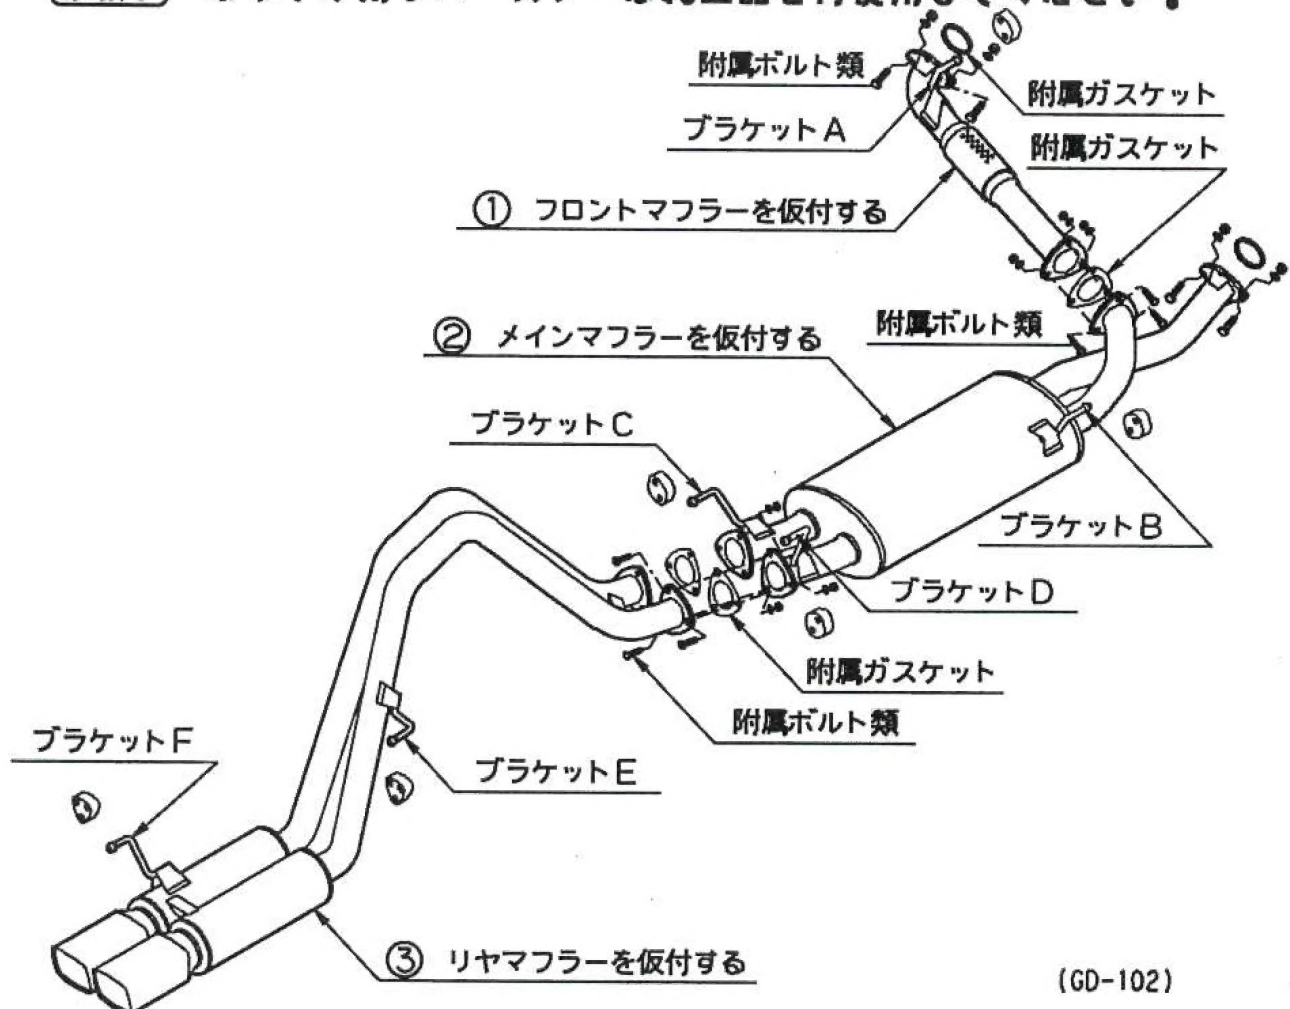 附属ボルト類
附属ガスケット
ブラケットA
附属ガスケット
① フロントマフラーを仮付する
附属ボルト類
② メインマフラーを仮付する
ブラケットC
ブラケットB
ブラケットD
附属ガスケット
附属ボルト類
ブラケットF
ブラケットE
③ リヤマフラーを仮付する
(GD-102)